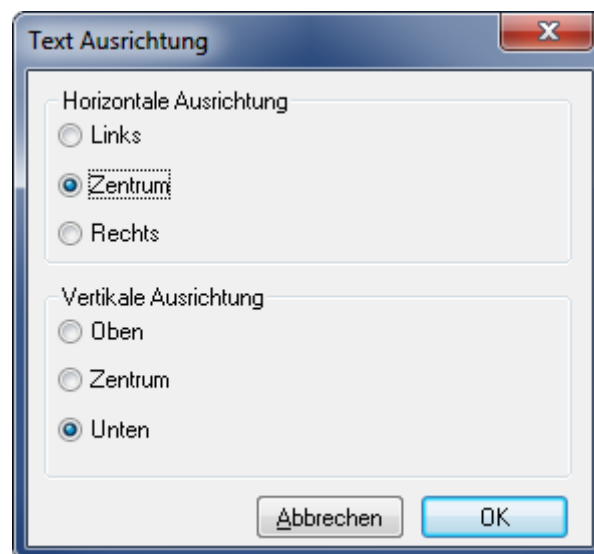 Text Ausrichtung
Horizontale Ausrichtung
Links
Zentrum
Rechts
Vertikale Ausrichtung
Oben
Zentrum
Unten
Abbrechen OK